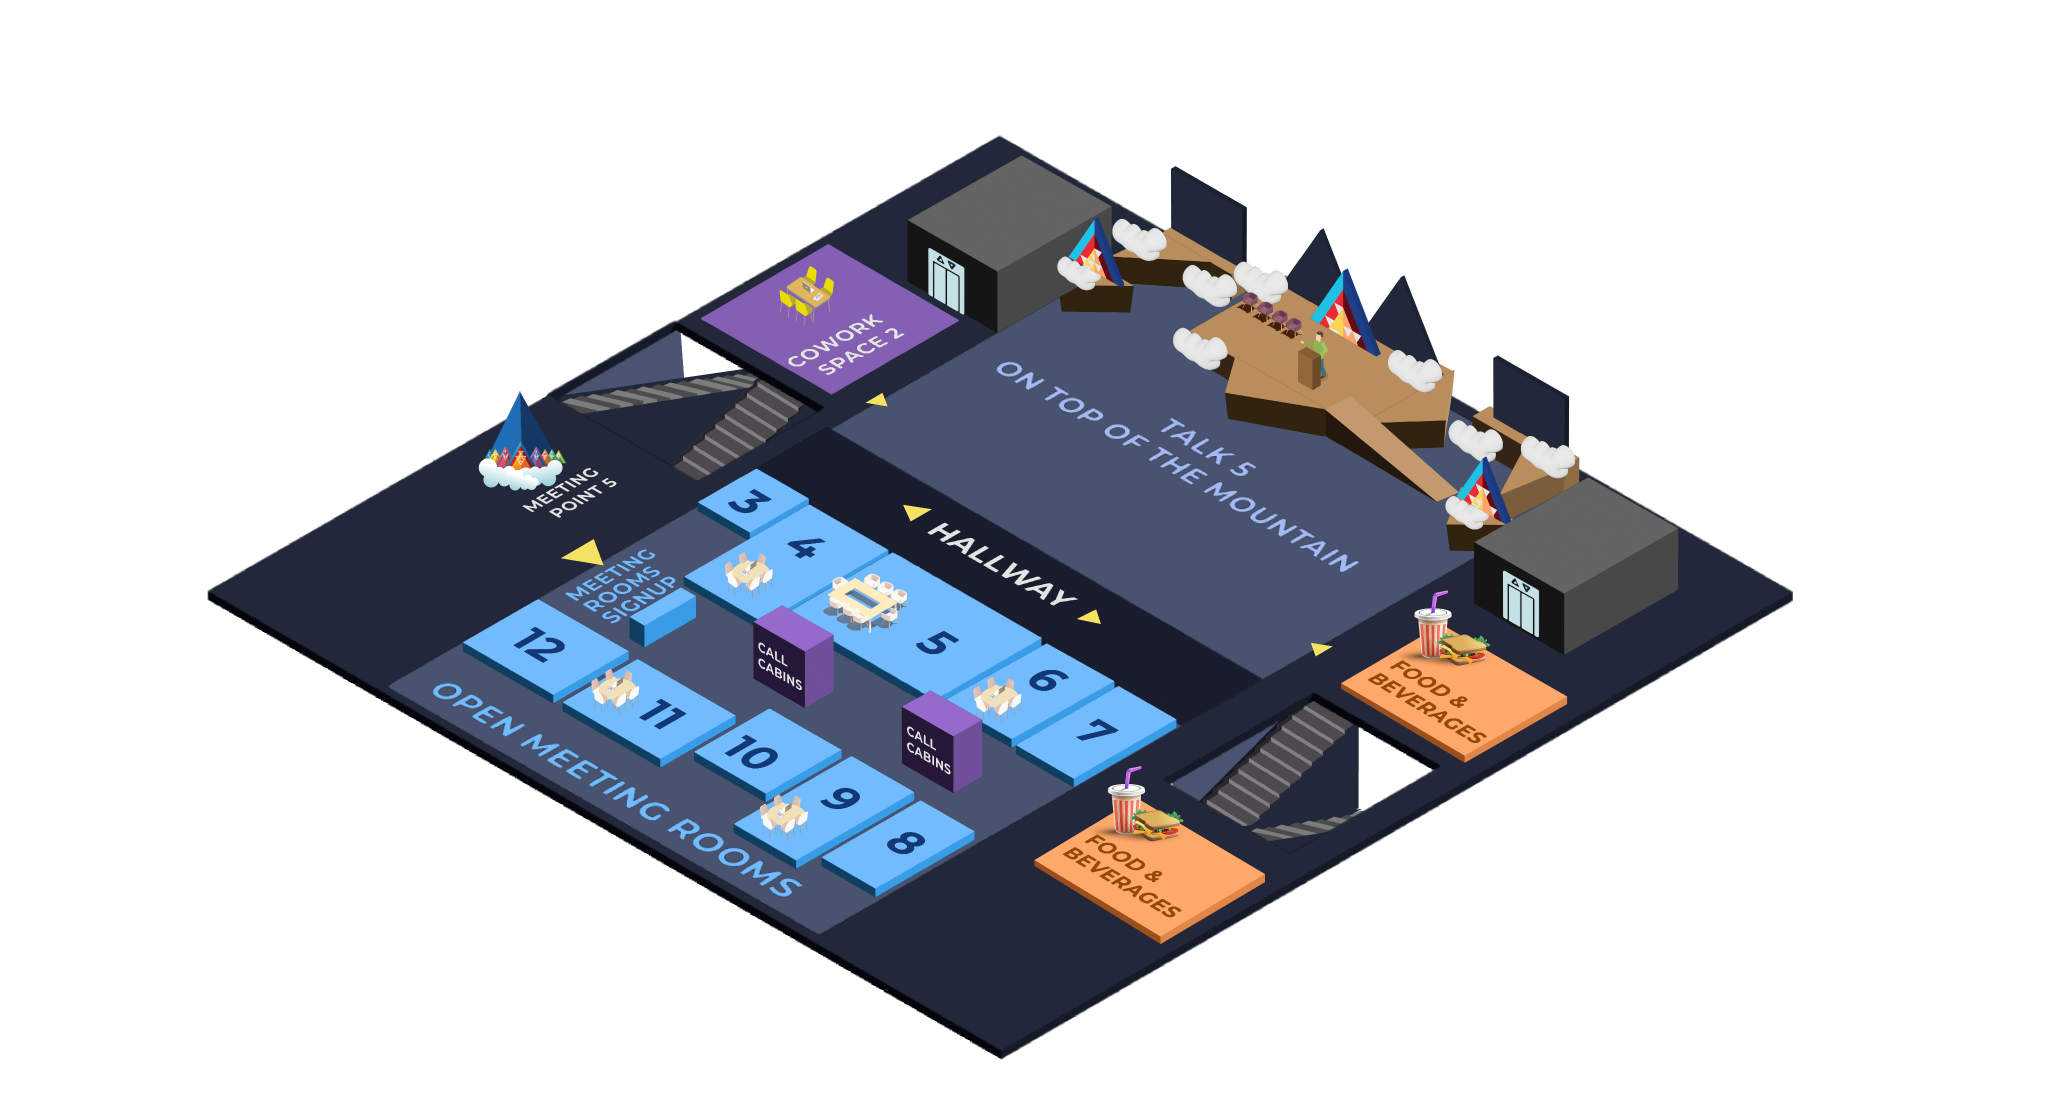 COWORK
SPACE 2
TALK 5
ON TOP OF THE MOUNTAIN
MEETING
POINT 5
HALLWAY
3
4
5
6
7
MEETING
ROOMS
SIGNUP
CALL
CABINS
CALL
CABINS
12
11
10
9
8
OPEN MEETING ROOMS
FOOD &
BEVERAGES
FOOD &
BEVERAGES